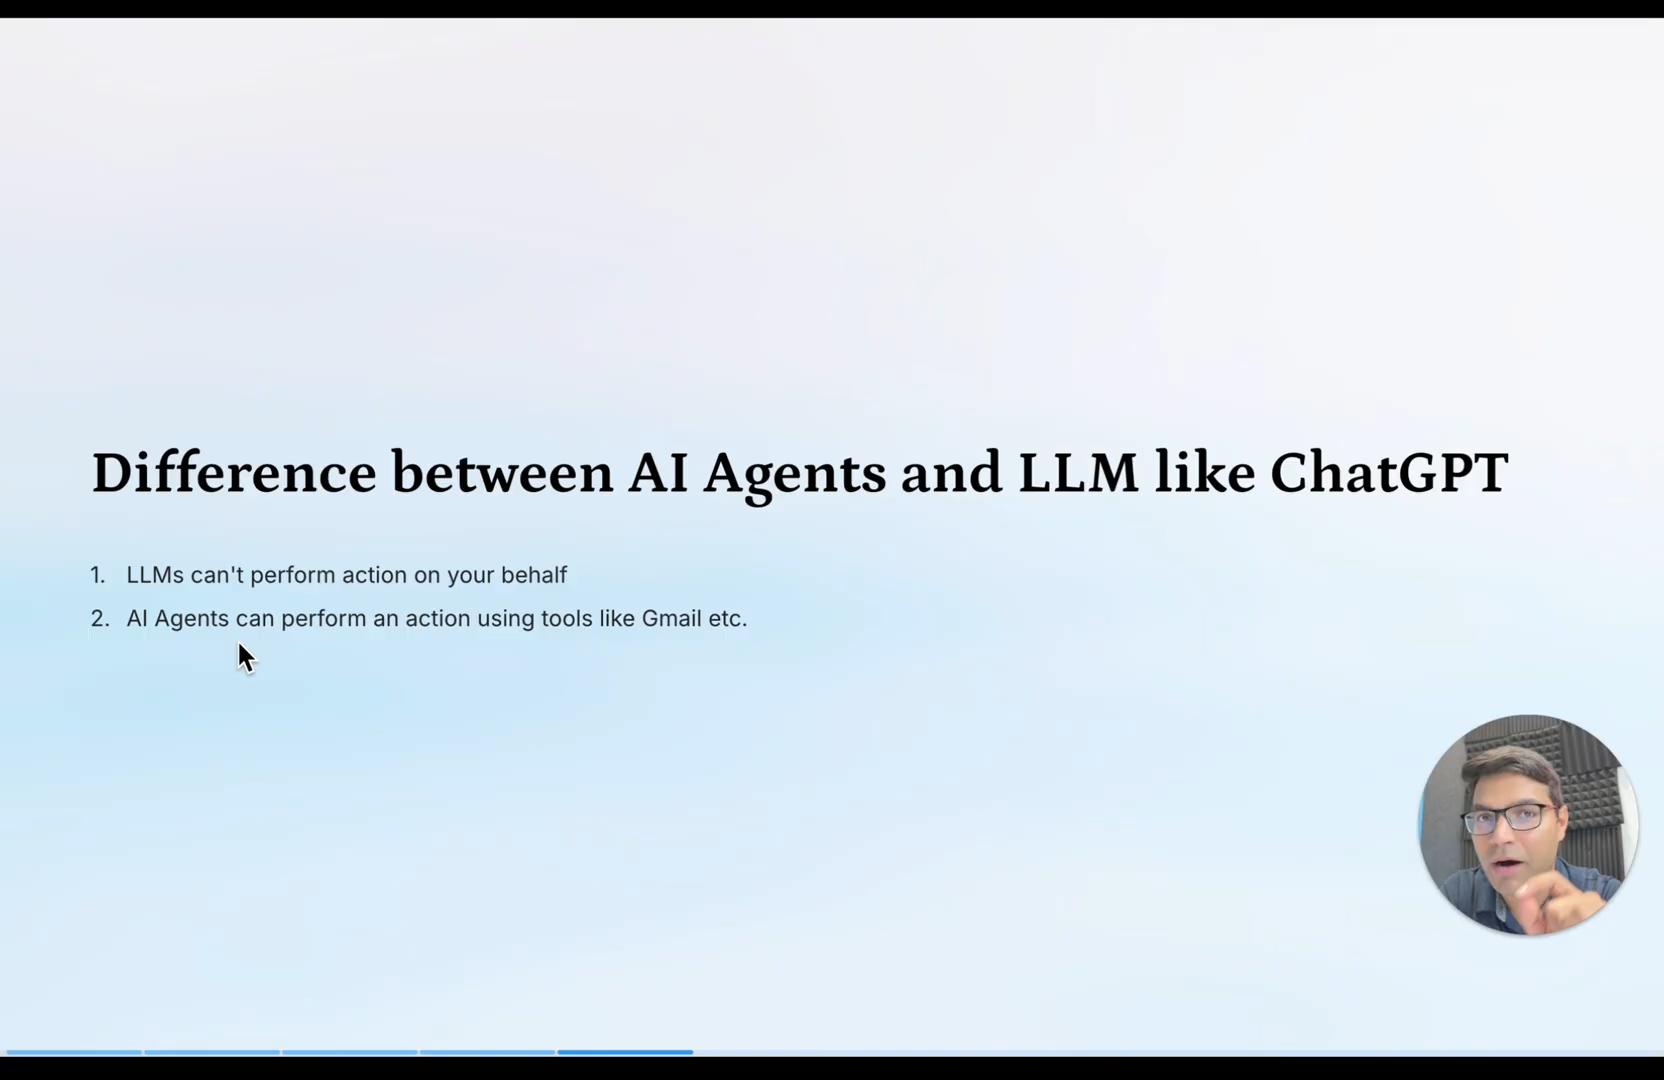 Difference between AI Agents and LLM like ChatGPT
1. LLMs can't perform action on your behalf
2. AI Agents can perform an action using tools like Gmail etc.